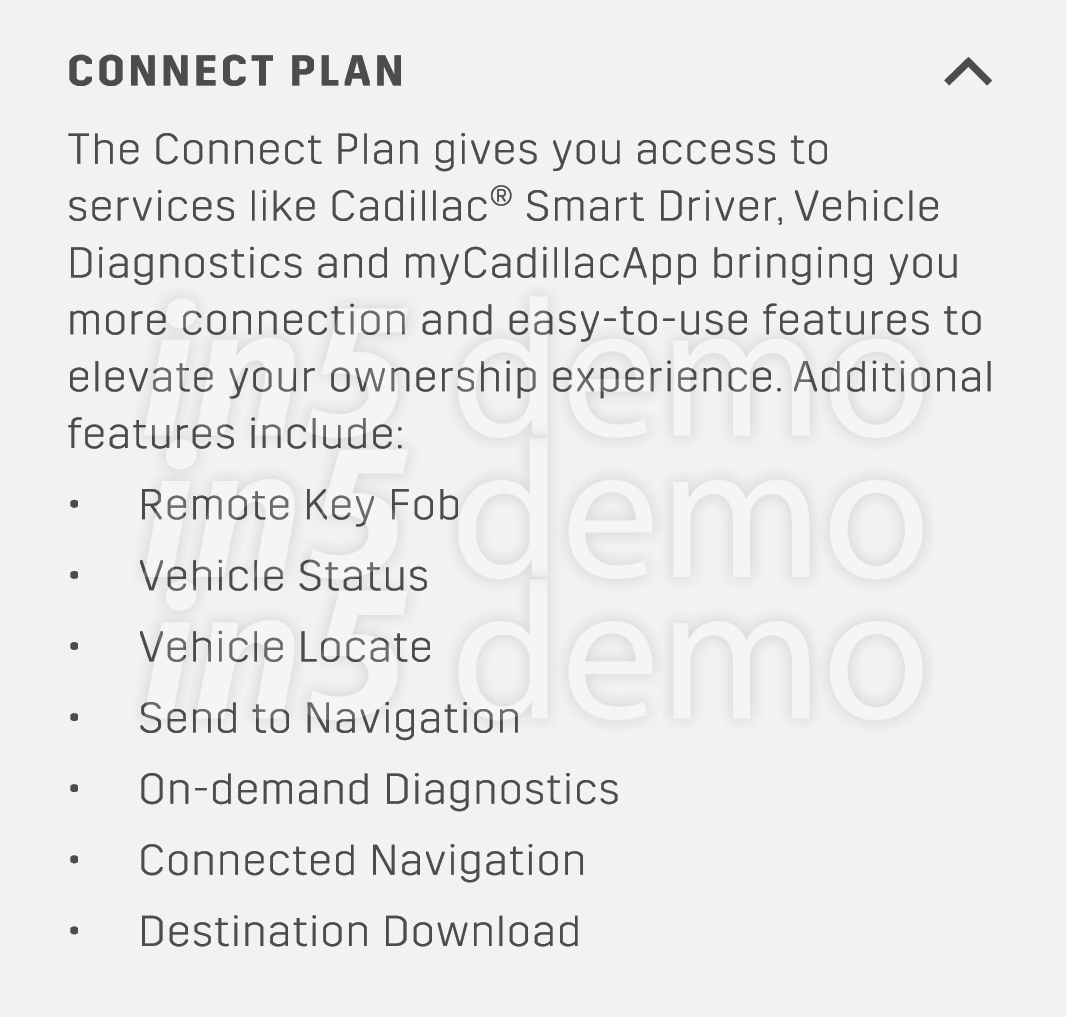 CONNECT PLAN
The Connect Plan gives you access to
services like Cadillac® Smart Driver, Vehicle
Diagnostics and myCadillacApp bringing you
more connection and easy-to-use features to
elevate your ownership experience. Additional
features include:
• Remote Key Fob
• Vehicle Status
• Vehicle Locate
• Send to Navigation
• On-demand Diagnostics
• Connected Navigation
• Destination Download
in5 demo
in5 demo
in5 demo